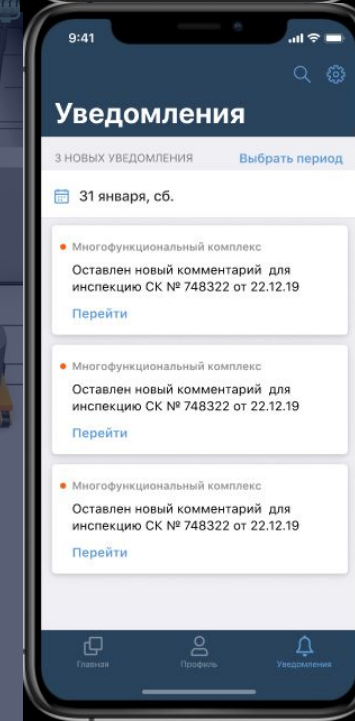 9:41
Уведомления
3 НОВЫХ УВЕДОМЛЕНИЯ Выбрать период
31 января, сб.
Многофункциональный комплекс
Оставлен новый комментарий для
инспекцию СК № 748322 от 22.12.19
Перейти
Многофункциональный комплекс
Оставлен новый комментарий для
инспекцию СК № 748322 от 22.12.19
Перейти
Многофункциональный комплекс
Оставлен новый комментарий для
инспекцию СК № 748322 от 22.12.19
Перейти
Главная Профиль Уведомления